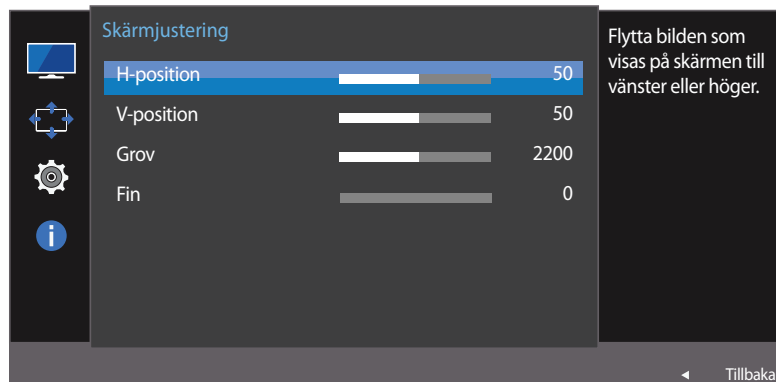 Skärmjustering
H-position 50
V-position 50
Grov 2200
Fin 0
Flytta bilden som
visas på skärmen till
vänster eller höger.
Tillbaka